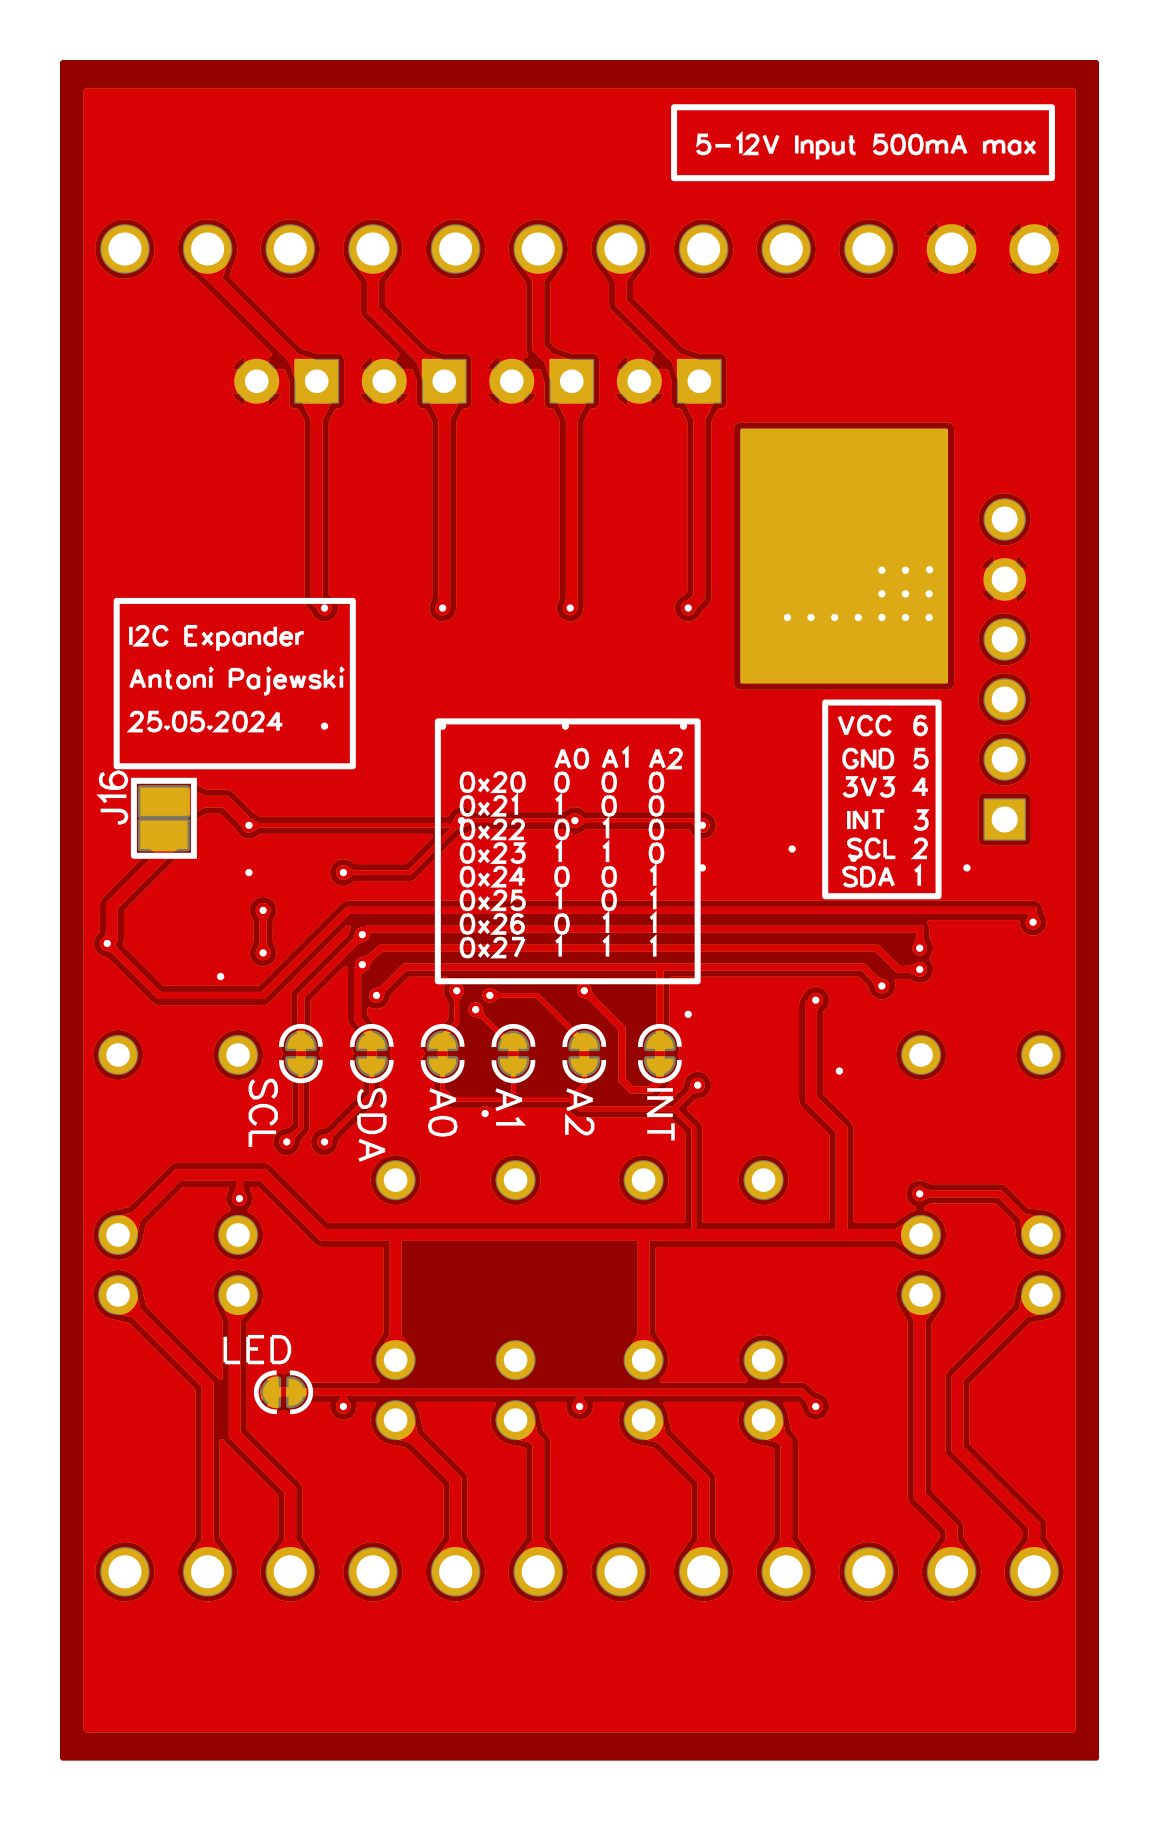 5-12V Input 500mA max
I2C Expander
Antoni Pajewski
25.05.2024
J16
A0 A1 A2
0x20 0 0 0
0x21 1 0 0
0x22 0 1 0
0x23 1 1 0
0x24 0 0 1
0x25 1 0 1
0x26 0 1 1
0x27 1 1 1
VCC 6
GND 5
3V3 4
INT 3
SCL 2
SDA 1
SCL
SDA
A0
A1
A2
INT
LED